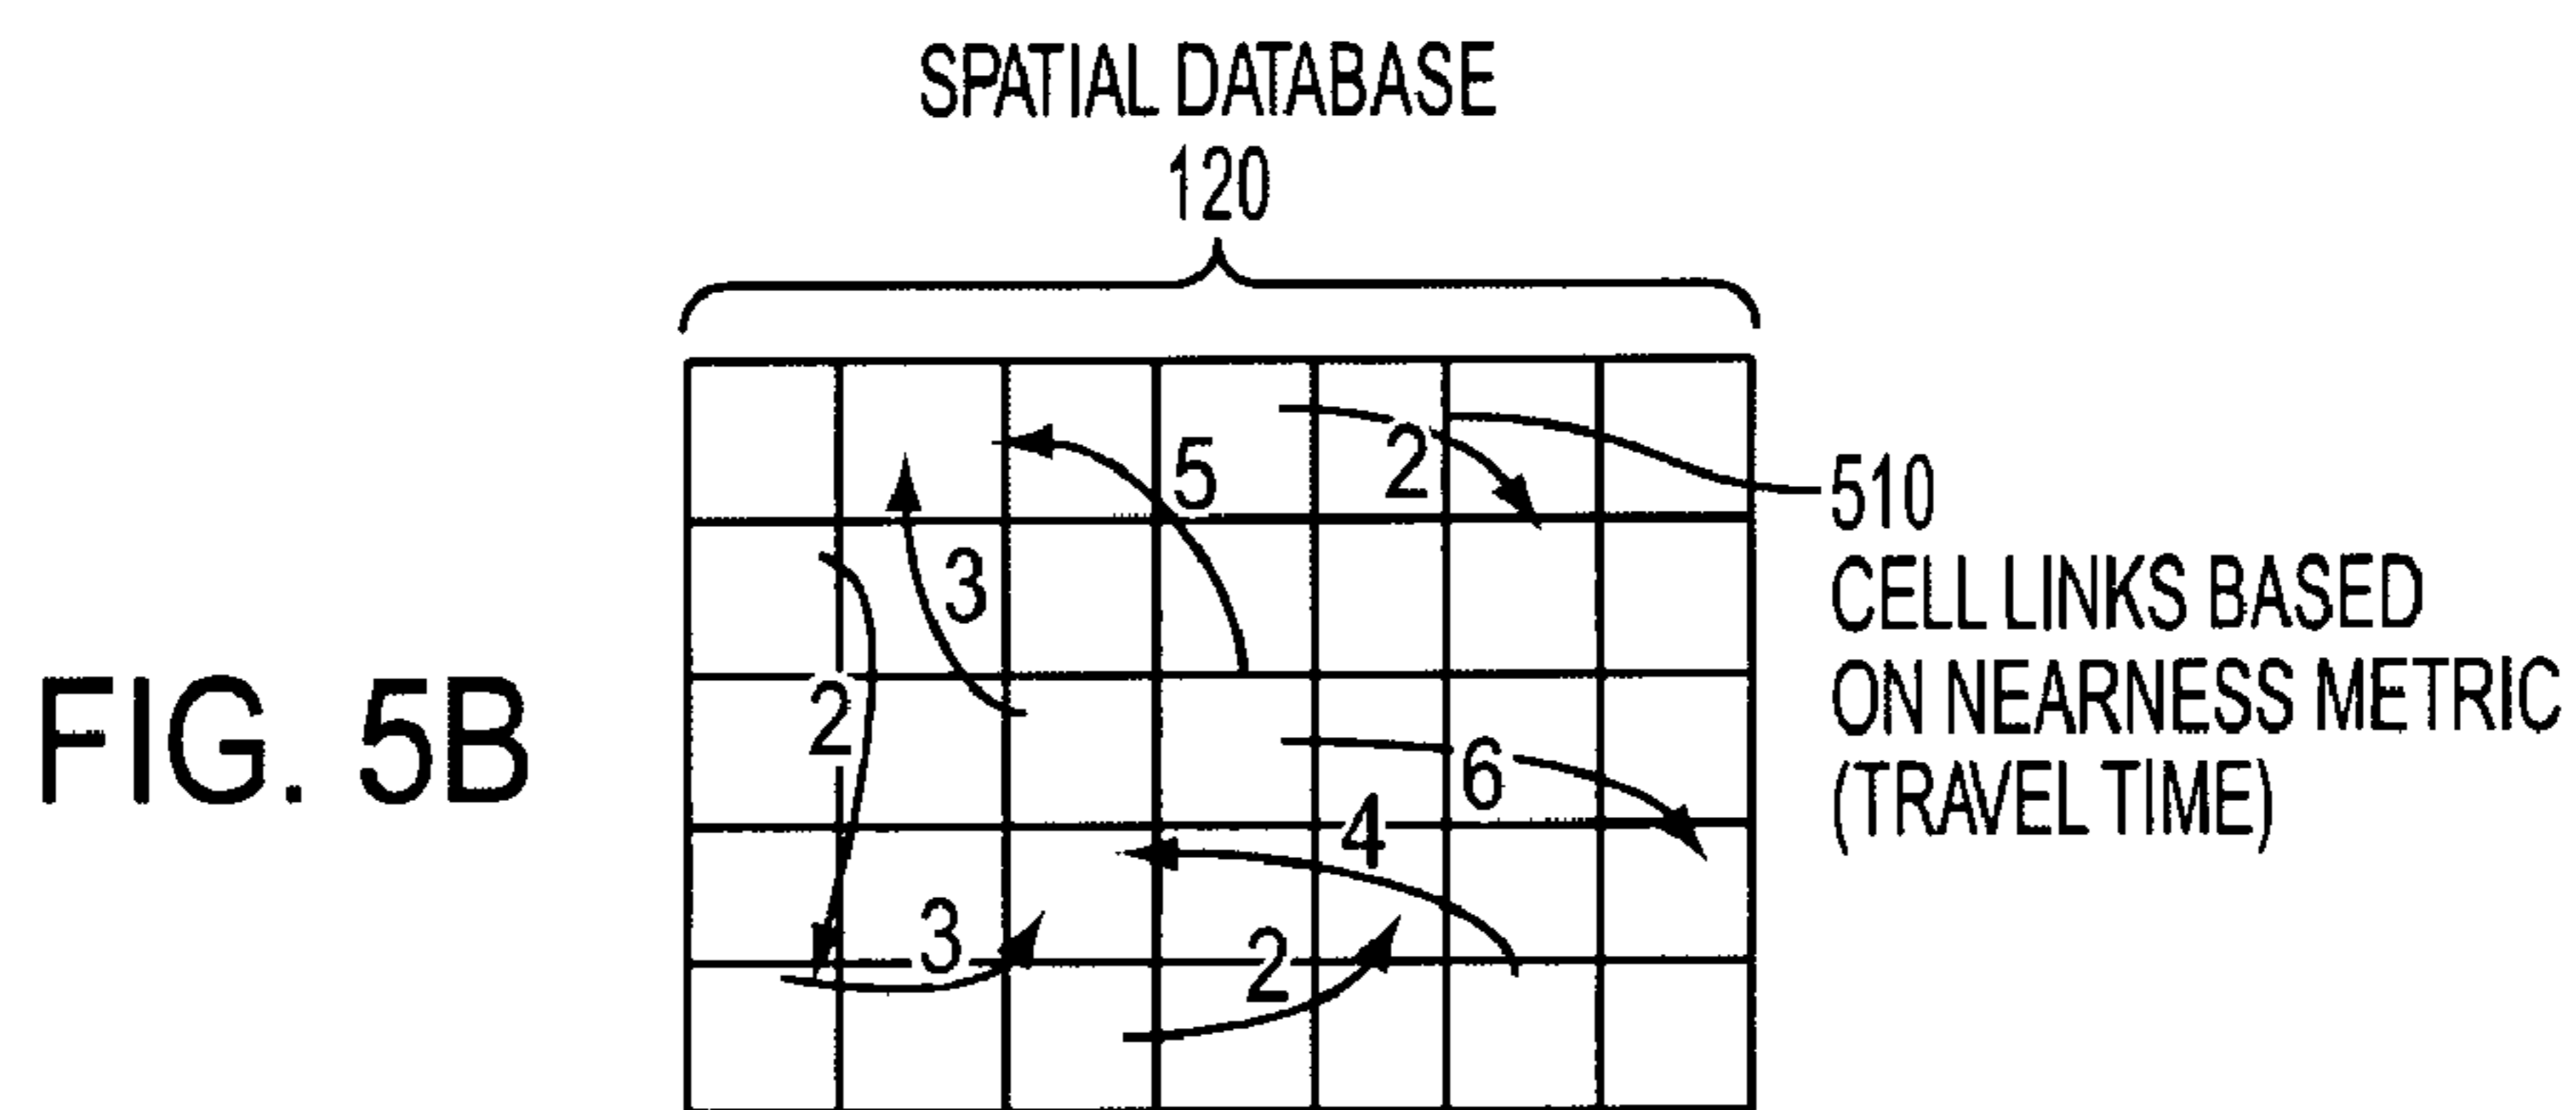 SPATIAL DATABASE
120
5
2
510
CELL LINKS BASED
ON NEARNESS METRIC
(TRAVEL TIME)
3
2
6
4
3
2
FIG. 5B